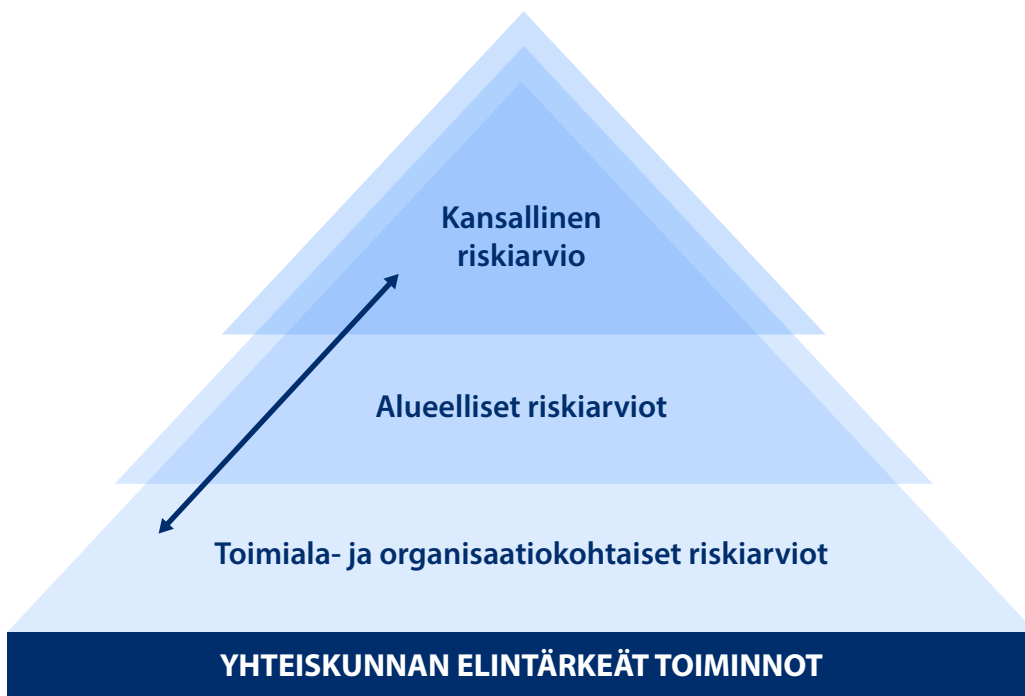 Kansallinen
riskiarvio
Alueelliset riskiarviot
Toimiala- ja organisaatiokohtaiset riskiarviot
YHTEISKUNNAN ELINTÄRKEÄT TOIMINNOT